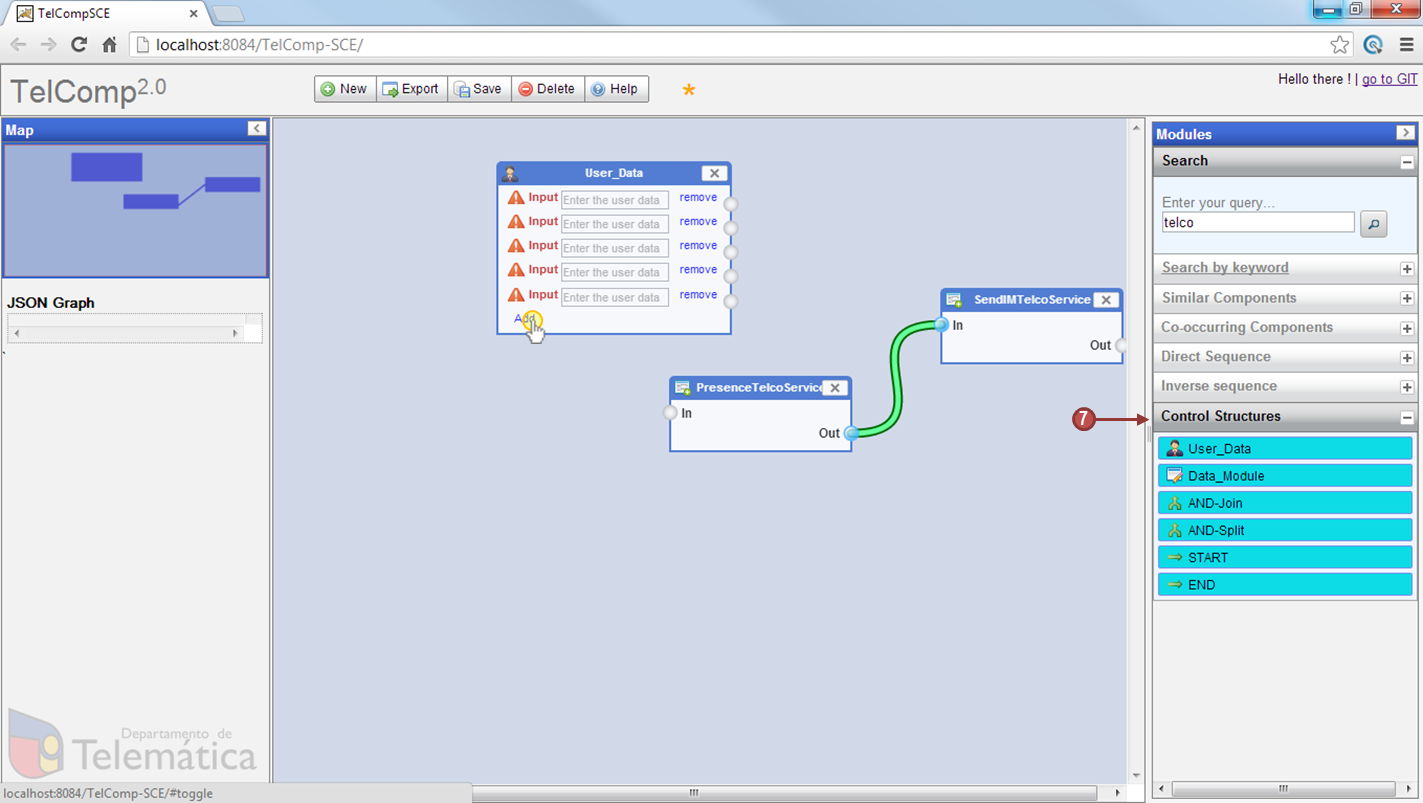 TelCompSCE
localhost:8084/TelComp-SCE/
TelComp2.0
New
Export
Save
Delete
Help
*
Hello there ! | go to GIT
Map
JSON Graph
User_Data
Input Enter the user data remove
Input Enter the user data remove
Input Enter the user data remove
Input Enter the user data remove
Input Enter the user data remove
Add
SendIMTelcoService
In
Out
PresenceTelcoService
In
Out
Modules
Search
Enter your query...
telco
Search by keyword
Similar Components
Co-occurring Components
Direct Sequence
Inverse sequence
7
Control Structures
User_Data
Data_Module
AND-Join
AND-Split
START
END
Departamento de
Telemática
localhost:8084/TelComp-SCE/#toggle